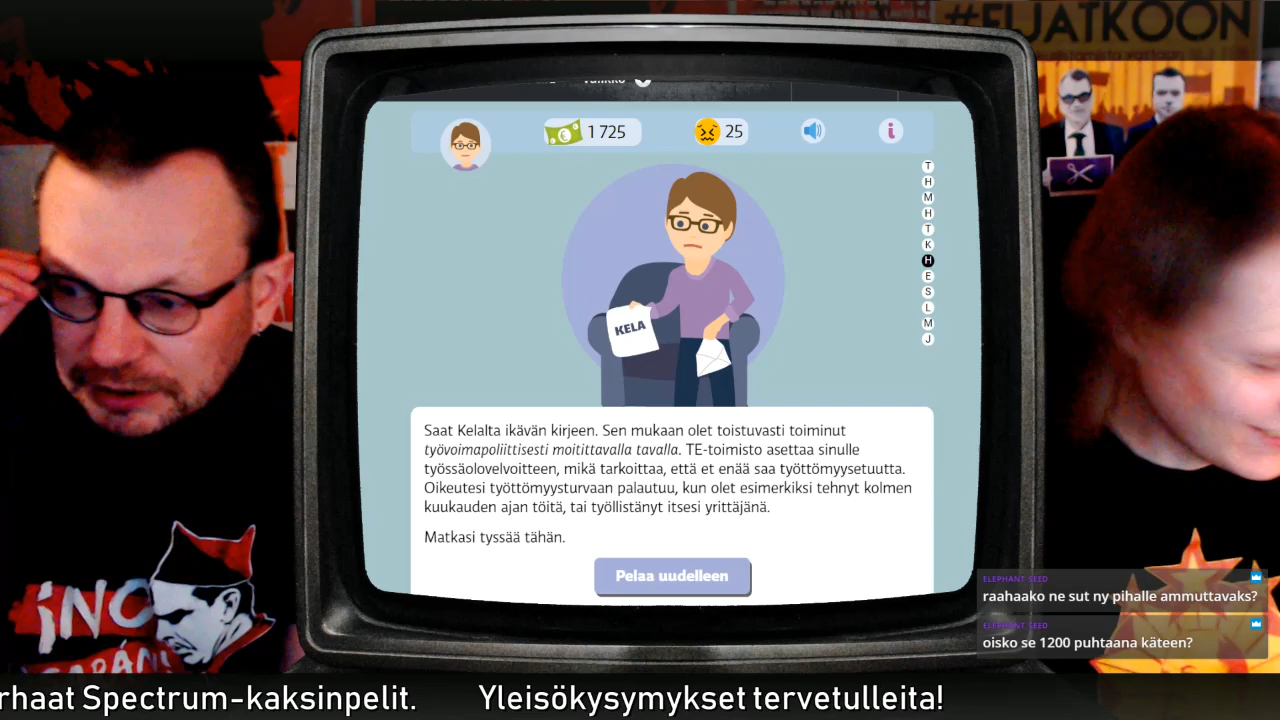 #EIJATKOON
1 725
25
T
H
M
H
T
K
H
E
S
L
M
J
KELA
Saat Kelalta ikävän kirjeen. Sen mukaan olet toistuvasti toiminut
työvoimapoliittisesti moitittavalla tavalla. TE-toimisto asettaa sinulle
työssäolovelvoitteen, mikä tarkoittaa, että et enää saa työttömyysetuutta.
Oikeutesi työttömyysturvaan palautuu, kun olet esimerkiksi tehnyt kolmen
kuukauden ajan töitä, tai työllistänyt itsesi yrittäjänä.
Matkasi tyssää tähän.
Pelaa uudelleen
¡NO
ELEPHANT SEED
raahaako ne sut ny pihalle ammuttavaks?
ELEPHANT SEED
oisko se 1200 puhtaana käteen?
rhaat Spectrum-kaksinpelit. Yleisökysymykset tervetulleita!